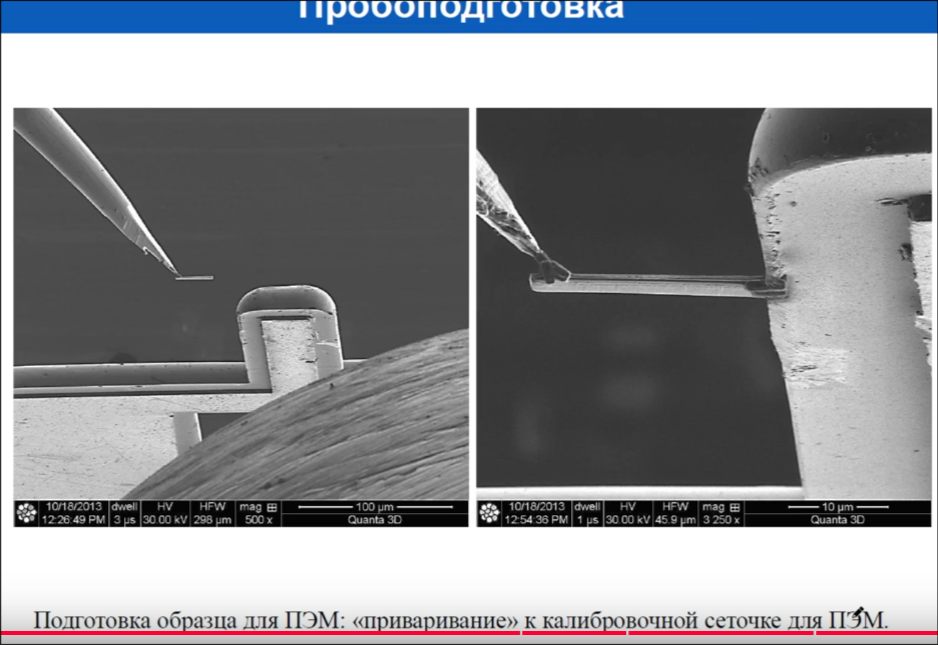 Пробоподготовка
10/18/2013 dwell HV HFW mag ⊞ 100 µm
12:26:49 PM 3 µs 30.00 kV 298 µm 500 x Quanta 3D
10/18/2013 dwell HV HFW mag ⊞ 10 µm
12:54:36 PM 1 µs 30.00 kV 45.9 µm 3 250 x Quanta 3D
Подготовка образца для ПЭМ: «приваривание» к калибровочной сеточке для ПЭМ.